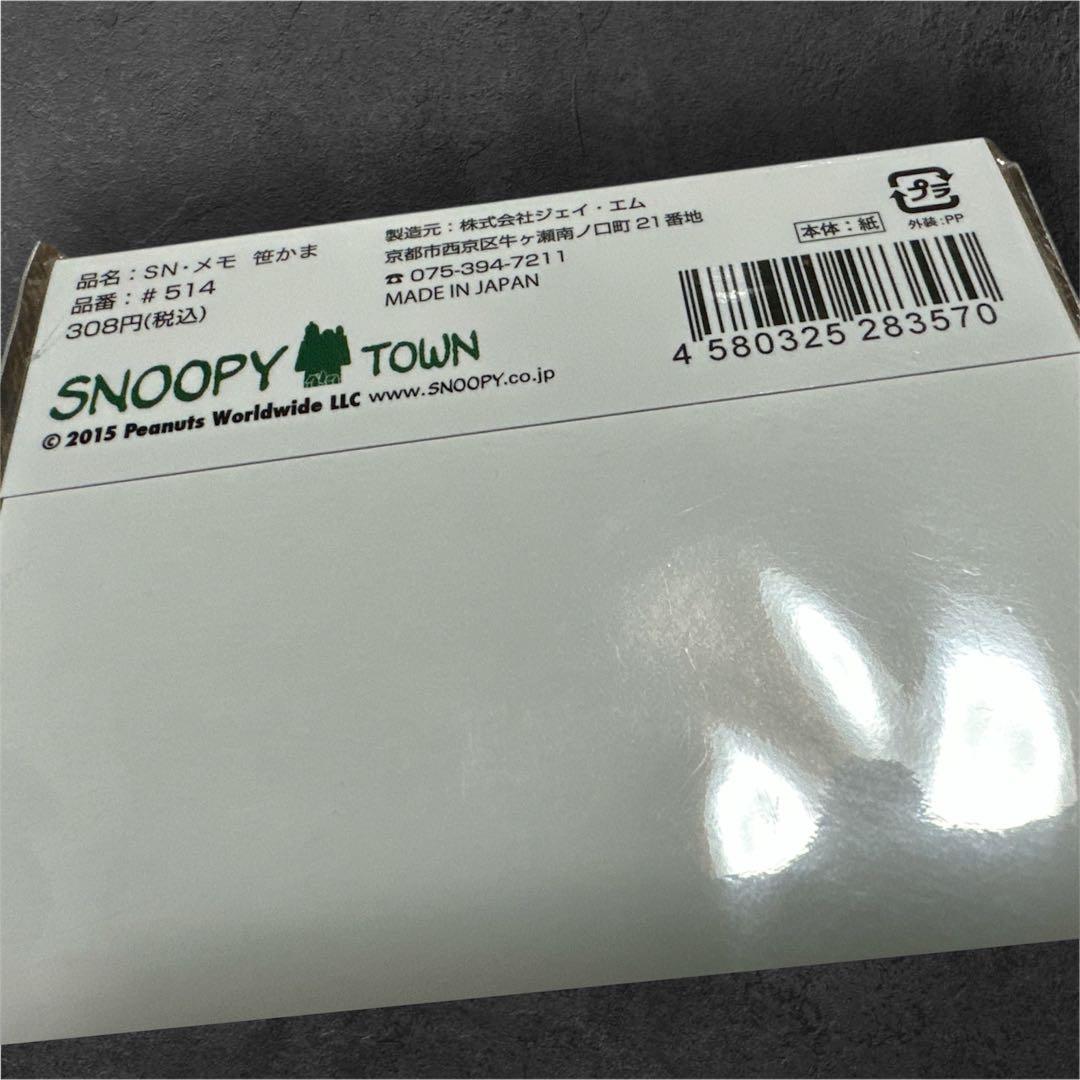 品名：SN・メモ 笹かま
品番：＃514
308円(税込)
製造元：株式会社ジェイ・エム
京都市西京区牛ヶ瀬南ノ口町 21番地
☎ 075-394-7211
MADE IN JAPAN
本体：紙
プラ
外装：PP
4 580325 283570
SNOOPY TOWN
© 2015 Peanuts Worldwide LLC www.SNOOPY.co.jp